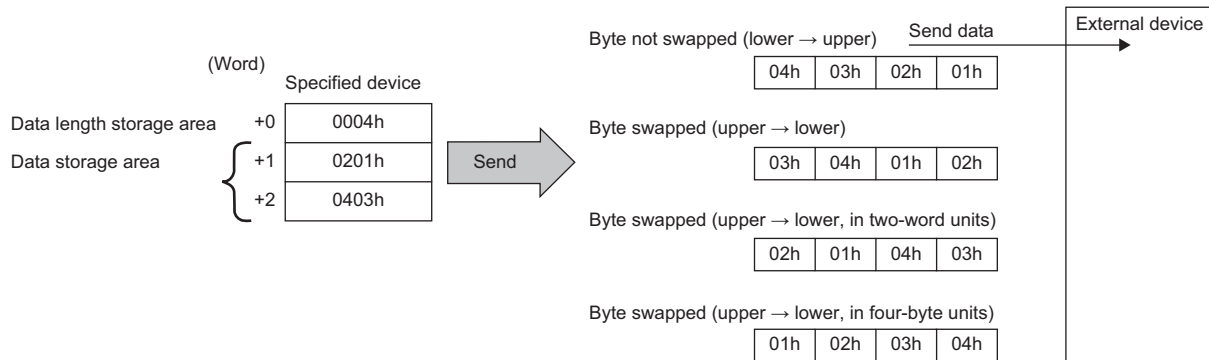 (Word)
Specified device
Data length storage area +0 0004h
Data storage area +1 0201h
+2 0403h
Send
Byte not swapped (lower → upper) Send data External device
04h 03h 02h 01h
Byte swapped (upper → lower)
03h 04h 01h 02h
Byte swapped (upper → lower, in two-word units)
02h 01h 04h 03h
Byte swapped (upper → lower, in four-byte units)
01h 02h 03h 04h